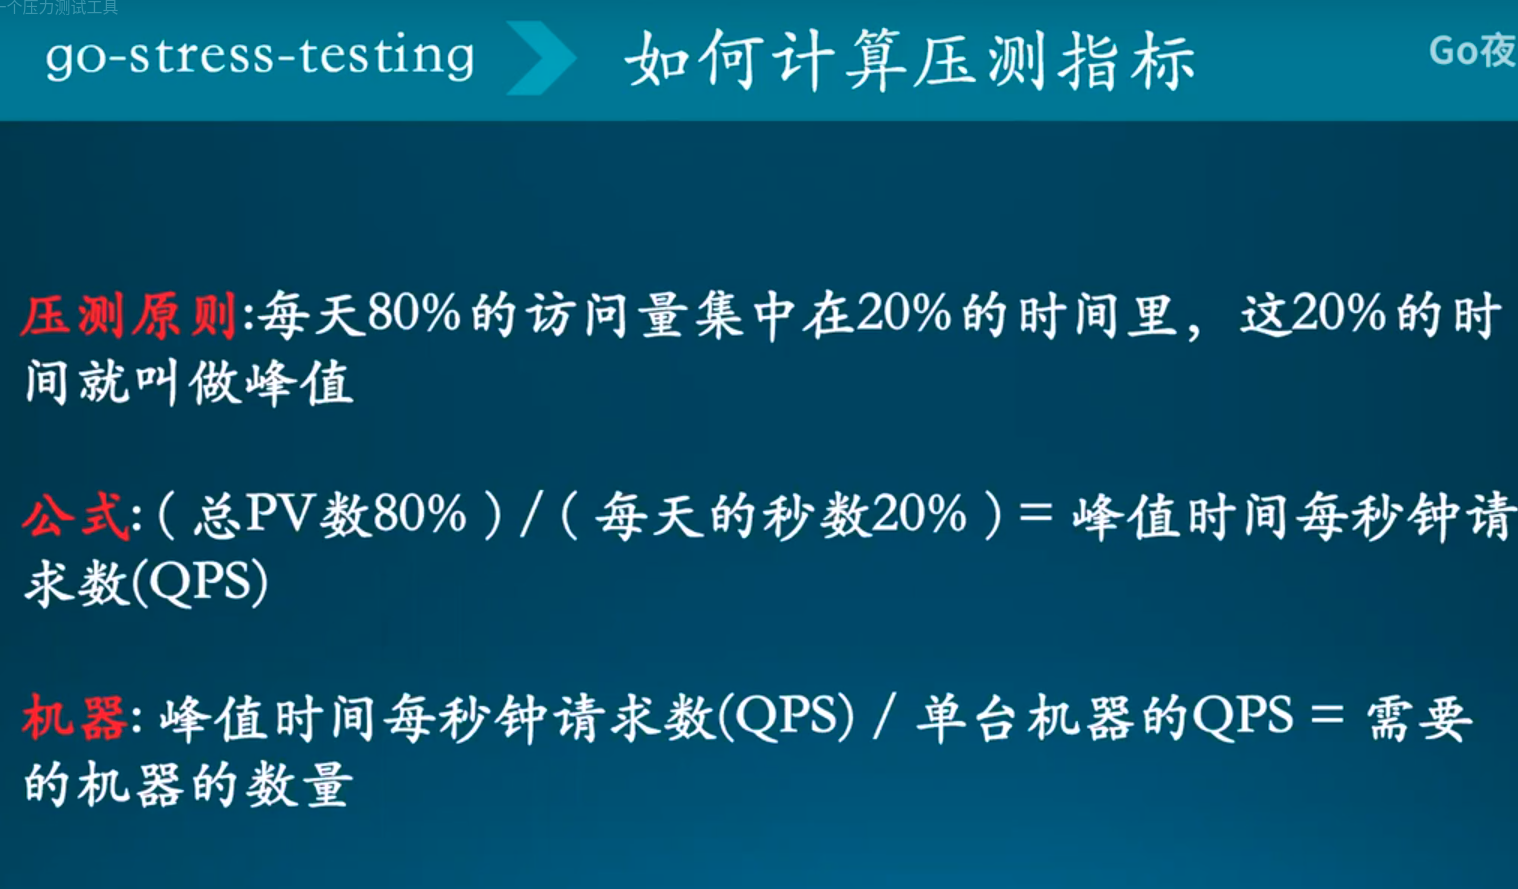 一个压力测试工具
go-stress-testing
如何计算压测指标
Go夜
压测原则:每天80%的访问量集中在20%的时间里，这20%的时
间就叫做峰值
公式:( 总PV数80% ) / ( 每天的秒数20% ) = 峰值时间每秒钟请
求数(QPS)
机器: 峰值时间每秒钟请求数(QPS) / 单台机器的QPS = 需要
的机器的数量